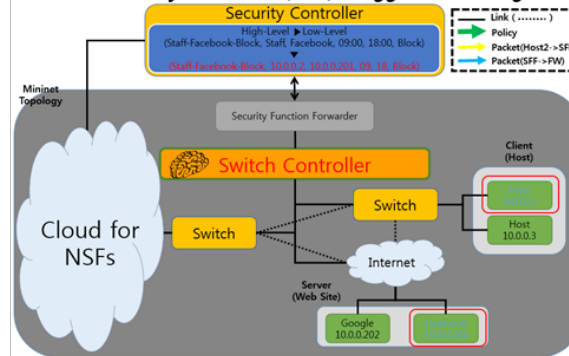 Security Controller
High-Level ▶ Low-Level
(Staff-Facebook-Block, Staff, Facebook, 09:00, 18:00, Block)
▼
(Staff-Facebook-Block, 10.0.0.2, 10.0.0.201, 09, 18, Block)
Link (
)
Policy
Packet(Host2->SF
Packet(SFF->FW)
Mininet
Topology
Security Function Forwarder
Switch Controller
Client
(Host)
Switch
Host
10.0.0.3
Cloud for
NSFs
Switch
Internet
Server
(Web Site)
Google
10.0.0.202